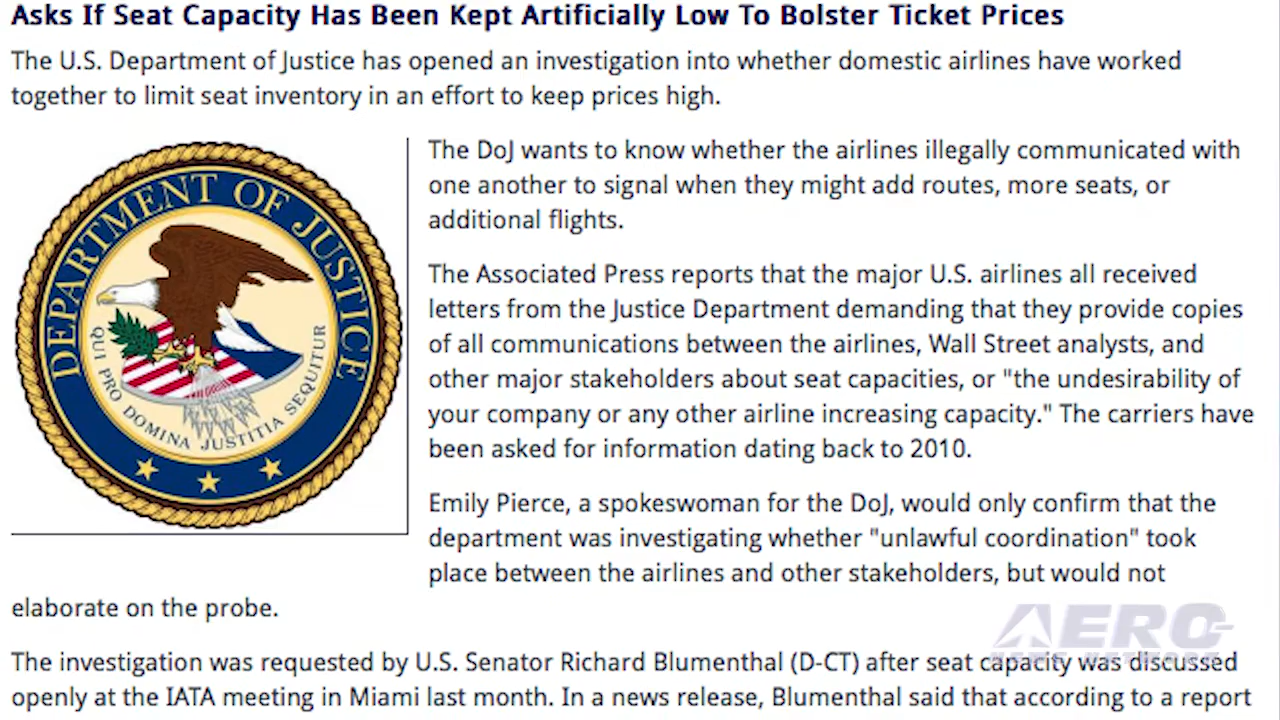 Asks If Seat Capacity Has Been Kept Artificially Low To Bolster Ticket Prices
The U.S. Department of Justice has opened an investigation into whether domestic airlines have worked
together to limit seat inventory in an effort to keep prices high.
DEPARTMENT OF JUSTICE
QUI PRO DOMINA JUSTITIA SEQUITUR
The DoJ wants to know whether the airlines illegally communicated with
one another to signal when they might add routes, more seats, or
additional flights.
The Associated Press reports that the major U.S. airlines all received
letters from the Justice Department demanding that they provide copies
of all communications between the airlines, Wall Street analysts, and
other major stakeholders about seat capacities, or "the undesirability of
your company or any other airline increasing capacity." The carriers have
been asked for information dating back to 2010.
Emily Pierce, a spokeswoman for the DoJ, would only confirm that the
department was investigating whether "unlawful coordination" took
place between the airlines and other stakeholders, but would not
elaborate on the probe.
The investigation was requested by U.S. Senator Richard Blumenthal (D-CT) after seat capacity was discussed
openly at the IATA meeting in Miami last month. In a news release, Blumenthal said that according to a report
AERO
NEWS NETWORK